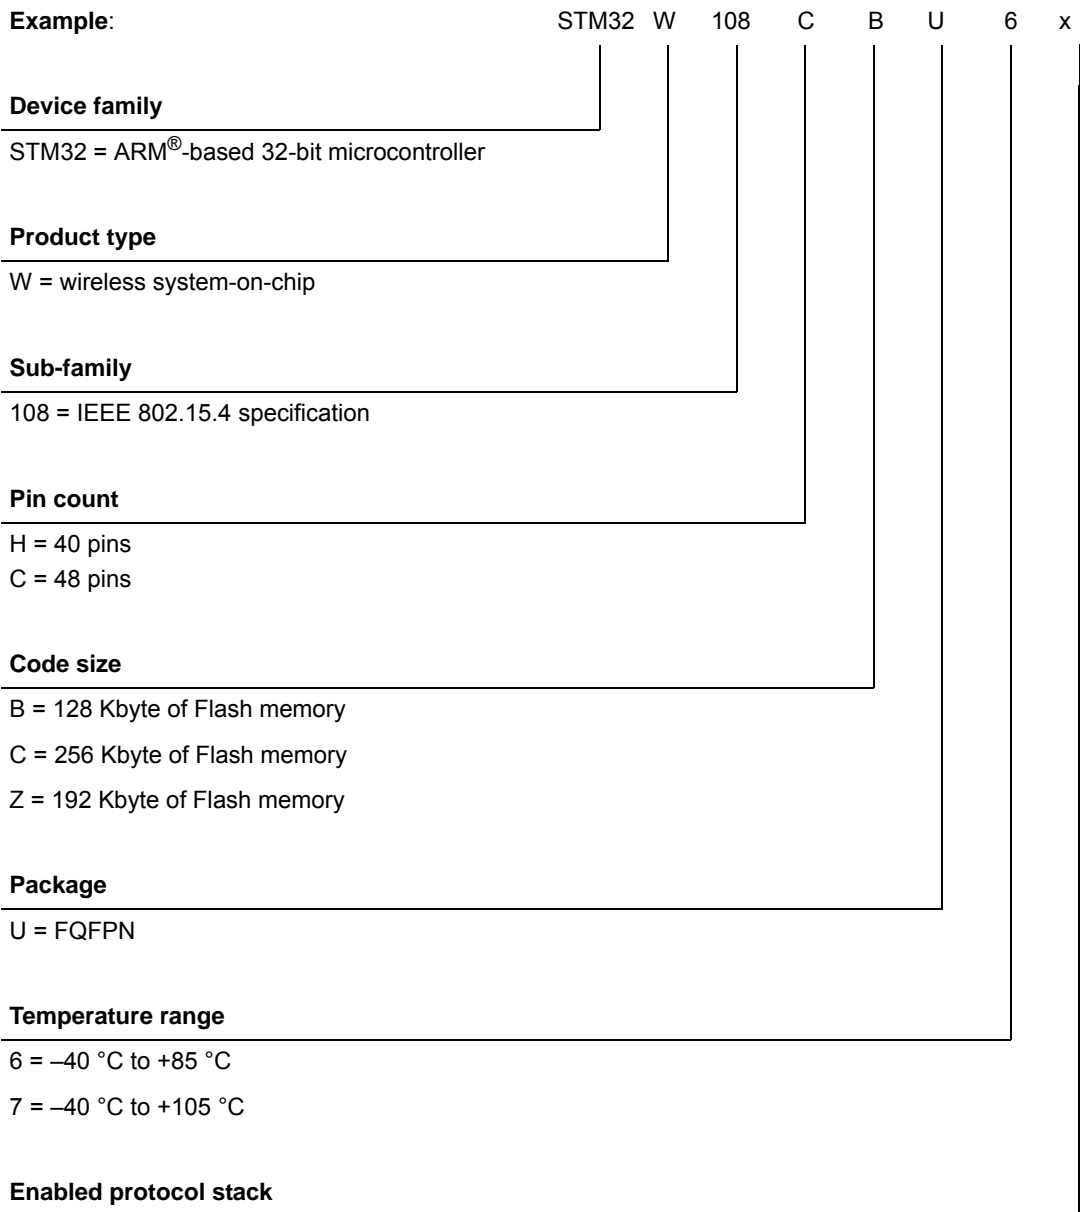 Example: STM32 W 108 C B U 6 x
Device family
STM32 = ARM®-based 32-bit microcontroller
Product type
W = wireless system-on-chip
Sub-family
108 = IEEE 802.15.4 specification
Pin count
H = 40 pins
C = 48 pins
Code size
B = 128 Kbyte of Flash memory
C = 256 Kbyte of Flash memory
Z = 192 Kbyte of Flash memory
Package
U = FQFPN
Temperature range
6 = –40 °C to +85 °C
7 = –40 °C to +105 °C
Enabled protocol stack